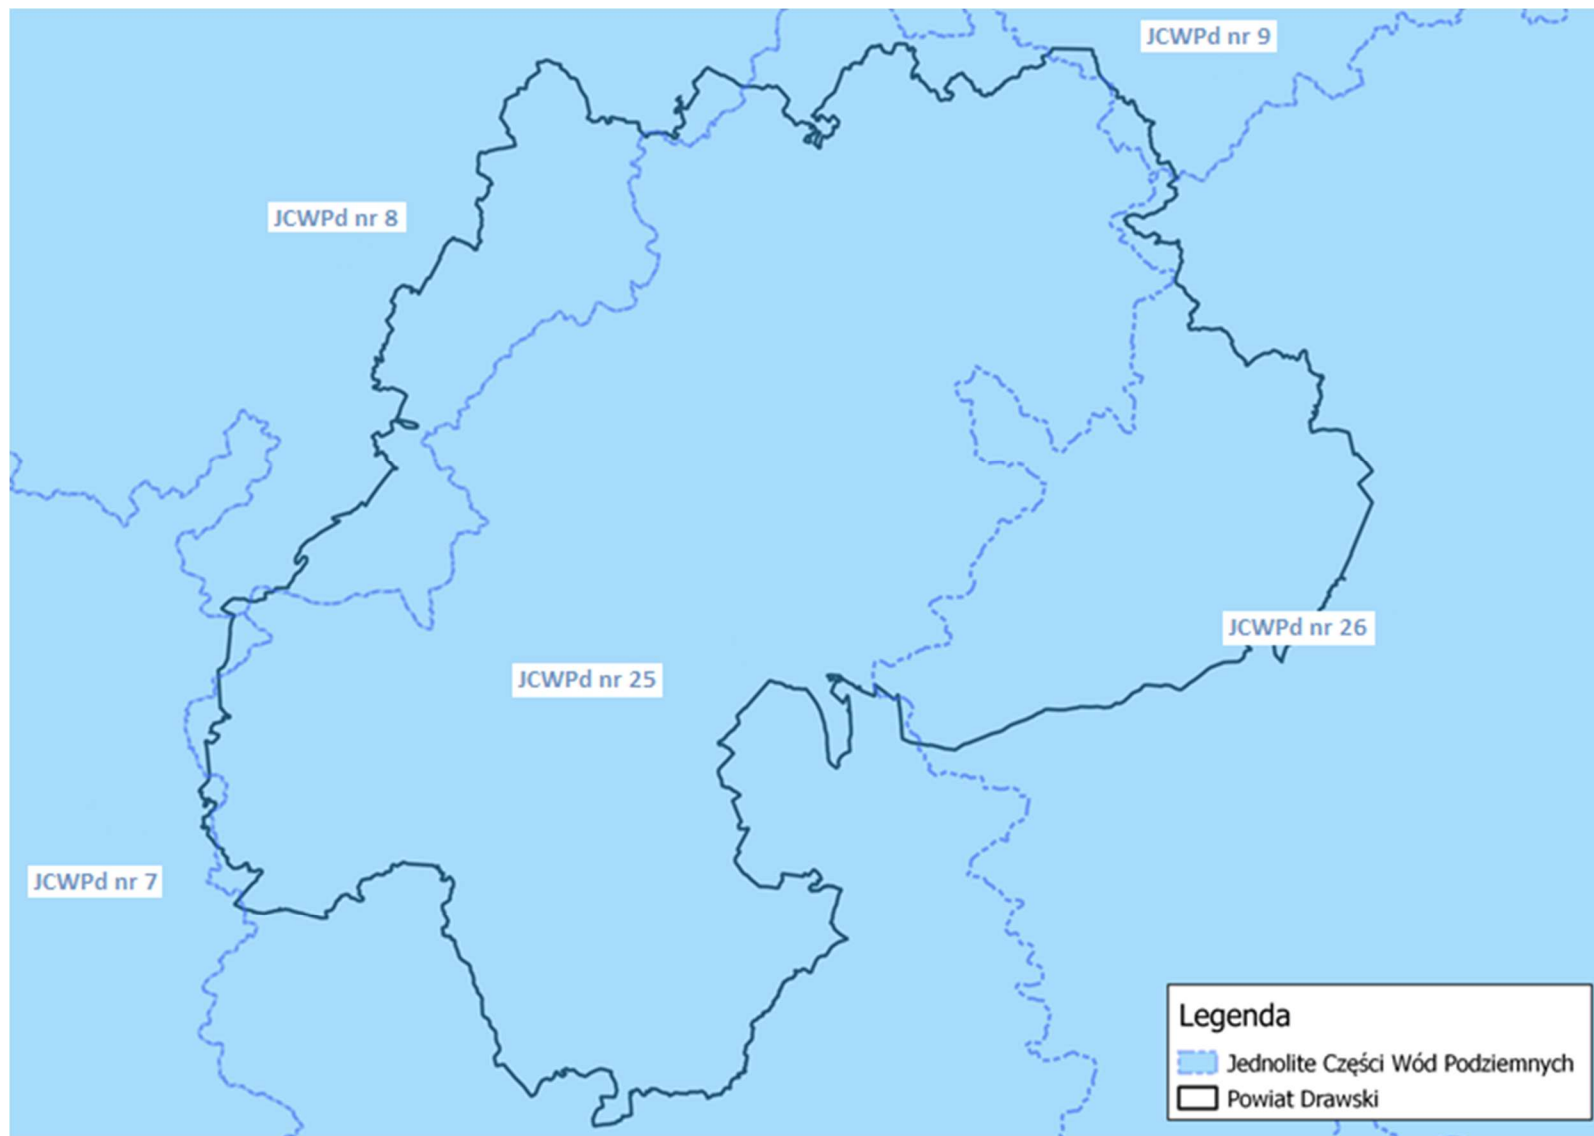 JCWPd nr 9
JCWPd nr 8
JCWPd nr 26
JCWPd nr 25
JCWPd nr 7
Legenda
Jednolite Części Wód Podziemnych
Powiat Drawski